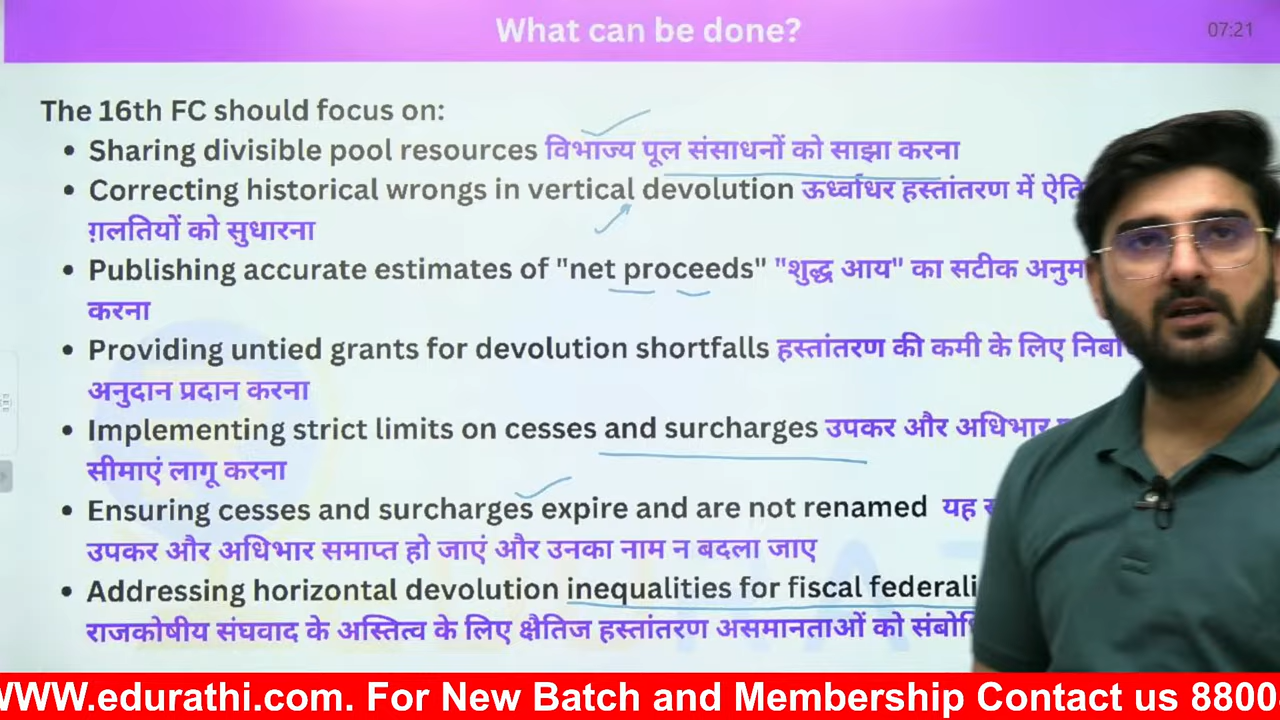 What can be done?
07:21
The 16th FC should focus on:
• Sharing divisible pool resources विभाज्य पूल संसाधनों को साझा करना
• Correcting historical wrongs in vertical devolution ऊर्ध्वाधर हस्तांतरण में
ग़लतियों को सुधारना
• Publishing accurate estimates of "net proceeds" "शुद्ध आय" का सटीक
करना
• Providing untied grants for devolution shortfalls हस्तांतरण की कमी के लिए
अनुदान प्रदान करना
• Implementing strict limits on cesses and surcharges उपकर और अधिभार
सीमाएं लागू करना
• Ensuring cesses and surcharges expire and are not renamed यह
उपकर और अधिभार समाप्त हो जाएं और उनका नाम न बदला जाए
• Addressing horizontal devolution inequalities for fiscal
राजकोषीय संघवाद के अस्तित्व के लिए क्षैतिज हस्तांतरण असमानताओं को
WWW.edurathi.com. For New Batch and Membership Contact us 8800